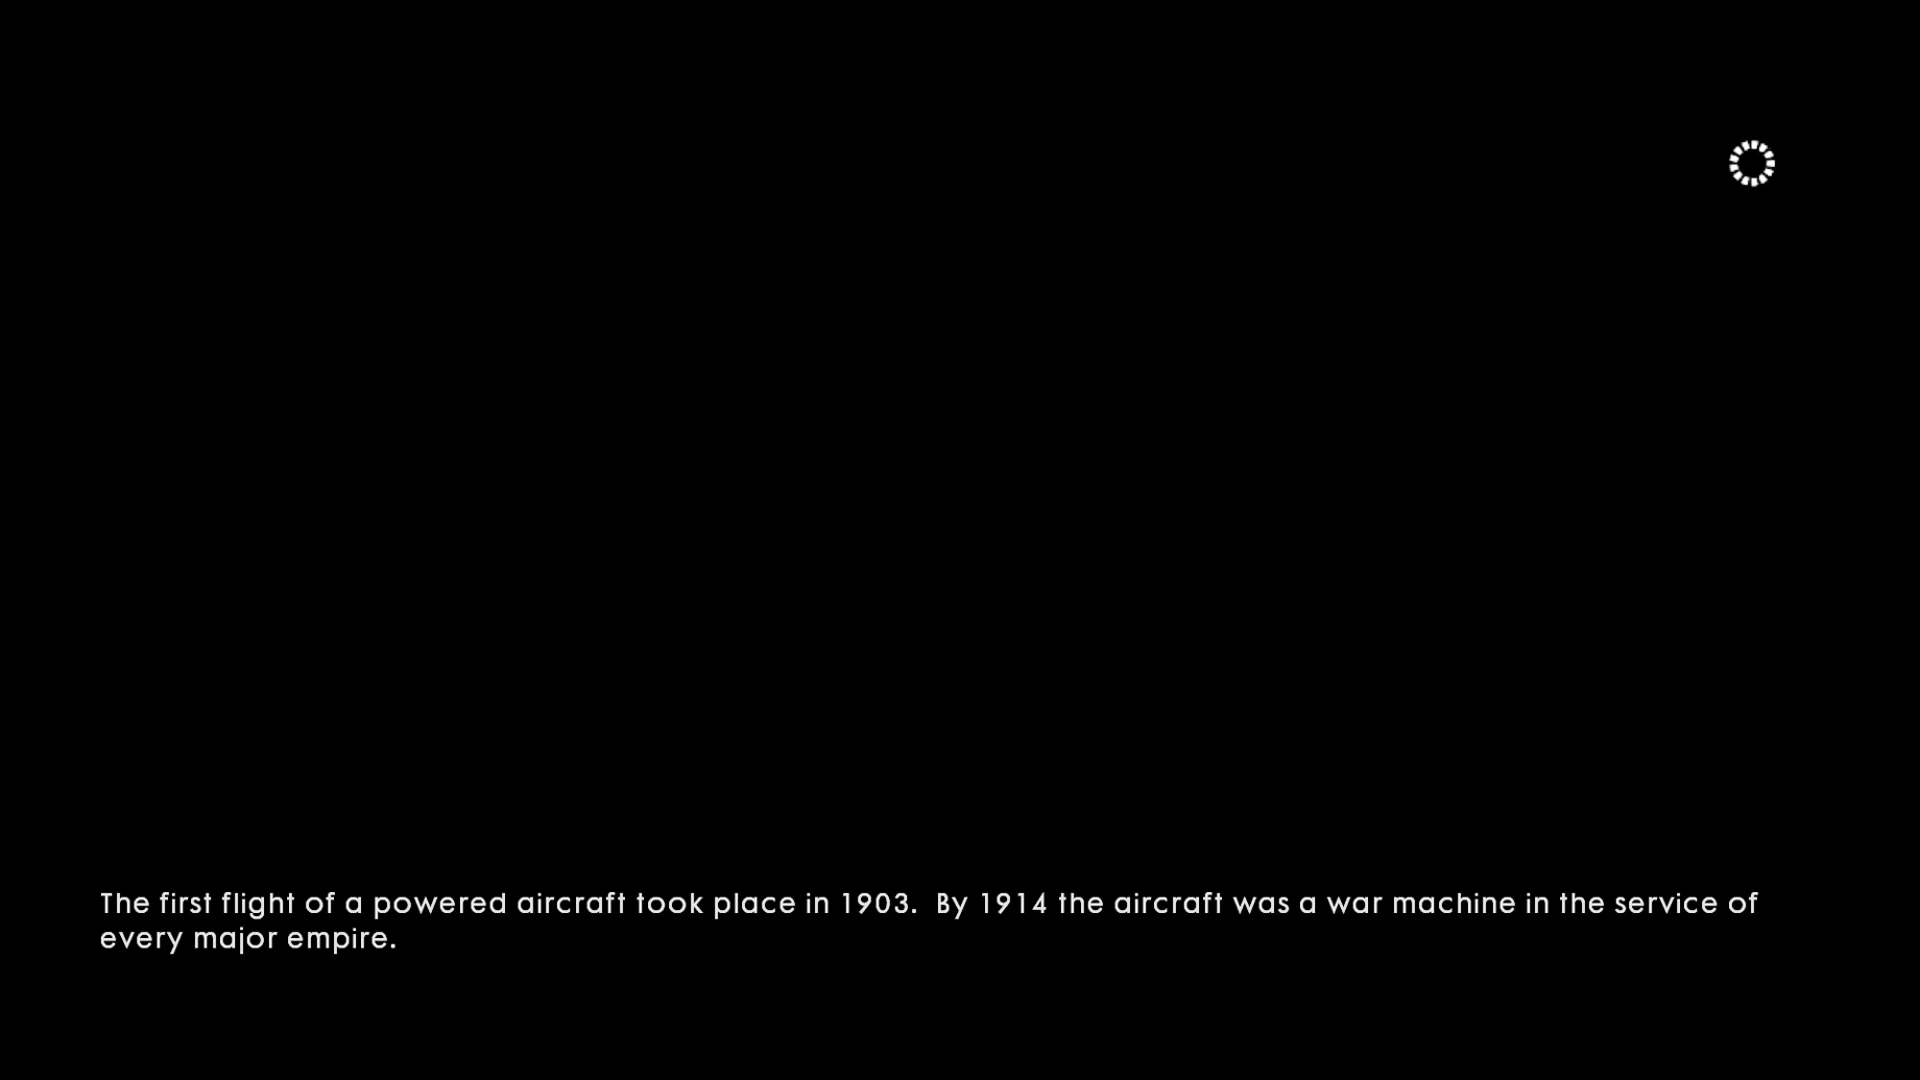 The first flight of a powered aircraft took place in 1903.  By 1914 the aircraft was a war machine in the service of
every major empire.